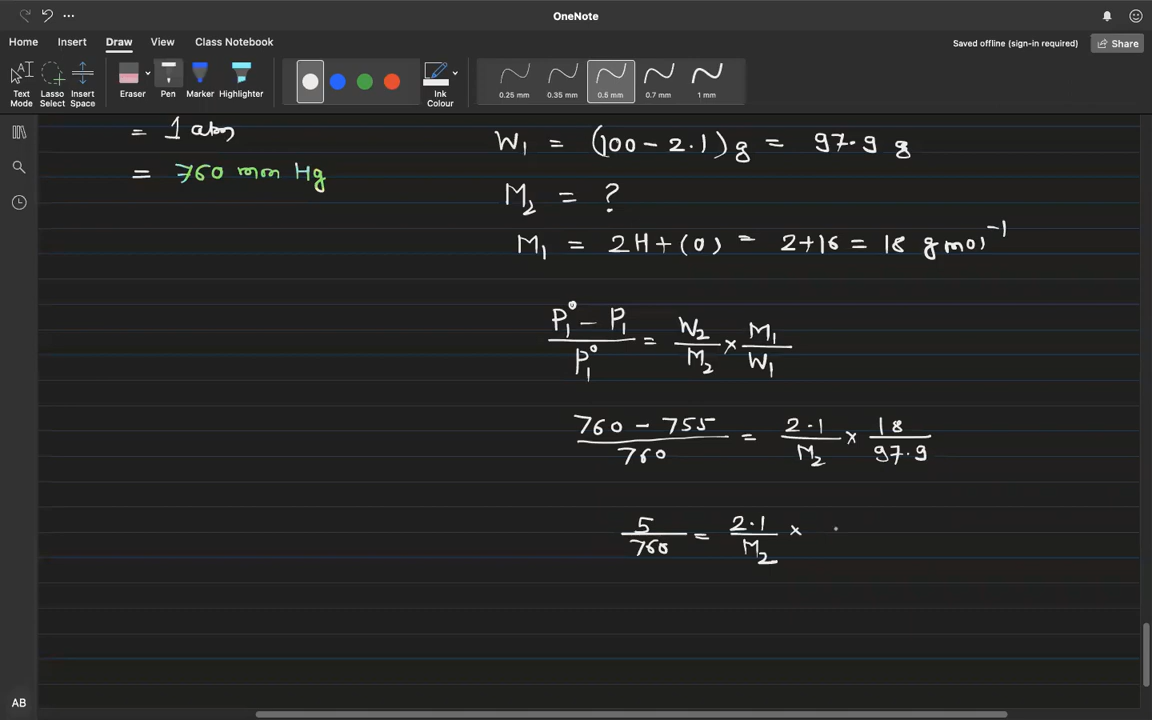 OneNote
Home Insert Draw View Class Notebook
Saved offline (sign-in required) Share
Text Mode
Lasso Select
Insert Space
Eraser
Pen
Marker
Highlighter
Ink Colour
0.25 mm 0.35 mm 0.5 mm 0.7 mm 1 mm
= 1 atm
= 760 mm Hg
W₁ = (100 - 2.1) g = 97.9 g
M₂ = ?
M₁ = 2H + (O) = 2+16 = 18 g mol⁻¹
P₁⁰ - P₁ / P₁⁰ = W₂ / M₂ × M₁ / W₁
760 - 755 / 760 = 2.1 / M₂ × 18 / 97.9
5 / 760 = 2.1 / M₂ ×
AB